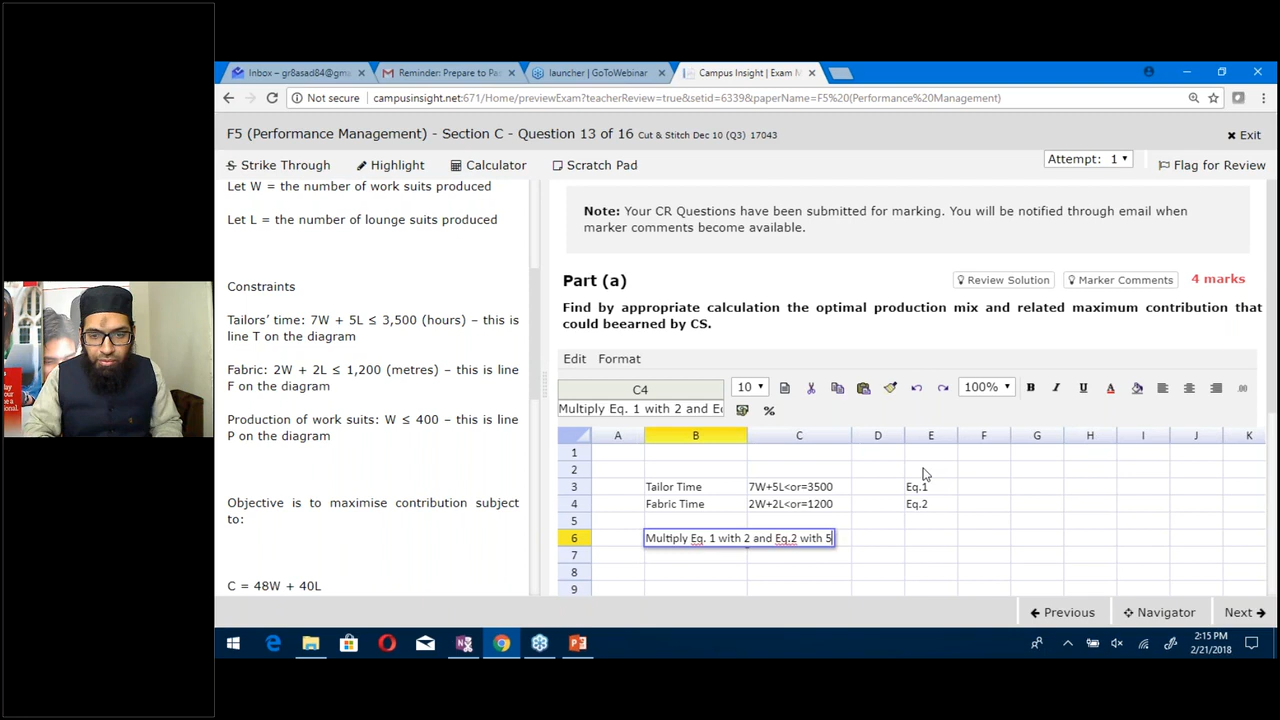 Inbox – gr8asad84@gma
Reminder: Prepare to Par
launcher | GoToWebinar
Campus Insight | Exam M
Not secure
campusinsight.net:671/Home/previewExam?teacherReview=true&setid=6339&paperName=F5%20(Performance%20Management)
F5 (Performance Management) - Section C - Question 13 of 16 Cut & Stitch Dec 10 (Q3) 17043
Exit
Strike Through
Highlight
Calculator
Scratch Pad
Attempt: 1
Flag for Review
Let W = the number of work suits produced
Let L = the number of lounge suits produced
Constraints
Tailors’ time: 7W + 5L ≤ 3,500 (hours) – this is
line T on the diagram
Fabric: 2W + 2L ≤ 1,200 (metres) – this is line
F on the diagram
Production of work suits: W ≤ 400 – this is line
P on the diagram
Objective is to maximise contribution subject
to:
C = 48W + 40L
Note: Your CR Questions have been submitted for marking. You will be notified through email when
marker comments become available.
Part (a)
Review Solution
Marker Comments
4 marks
Find by appropriate calculation the optimal production mix and related maximum contribution that
could beearned by CS.
Edit
Format
C4
10
100%
B
I
U
A
Multiply Eq. 1 with 2 and Ec
%
A B C D E F G H I J K
1
2
3 Tailor Time 7W+5L<or=3500 Eq.1
4 Fabric Time 2W+2L<or=1200 Eq.2
5
6 Multiply Eq. 1 with 2 and Eq.2 with 5
7
8
9
Previous
Navigator
Next
2:15 PM
2/21/2018